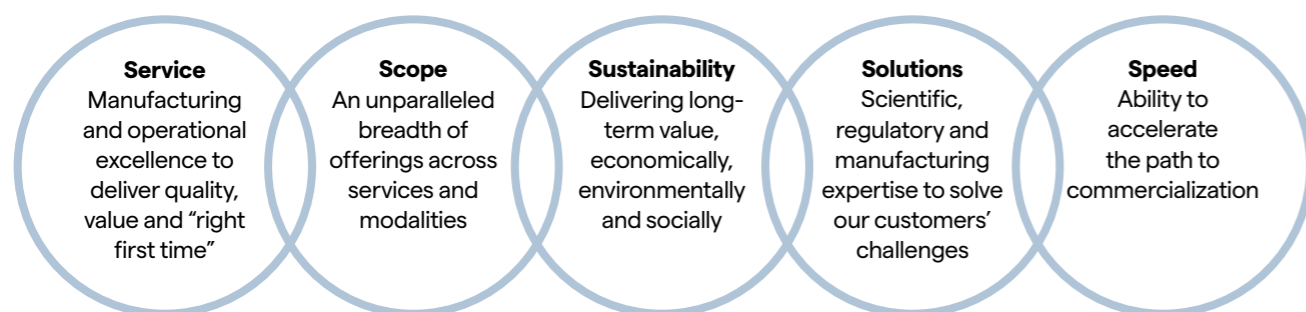 Service
Manufacturing
and operational
excellence to
deliver quality,
value and “right
first time”
Scope
An unparalleled
breadth of
offerings across
services and
modalities
Sustainability
Delivering long-
term value,
economically,
environmentally
and socially
Solutions
Scientific,
regulatory and
manufacturing
expertise to solve
our customers’
challenges
Speed
Ability to
accelerate
the path to
commercialization